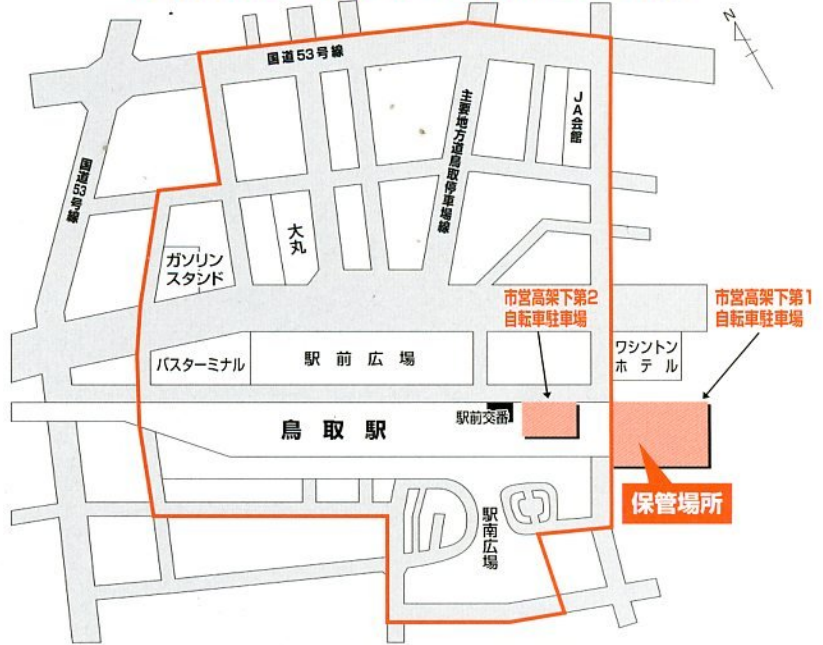 国道53号線
N
主要地方道鳥取停車場線
JA会館
国道53号線
大丸
ガソリン
スタンド
市営高架下第2
自転車駐車場
市営高架下第1
自転車駐車場
バスターミナル
駅前広場
ワシントン
ホテル
駅前交番
鳥取駅
保管場所
駅南広場